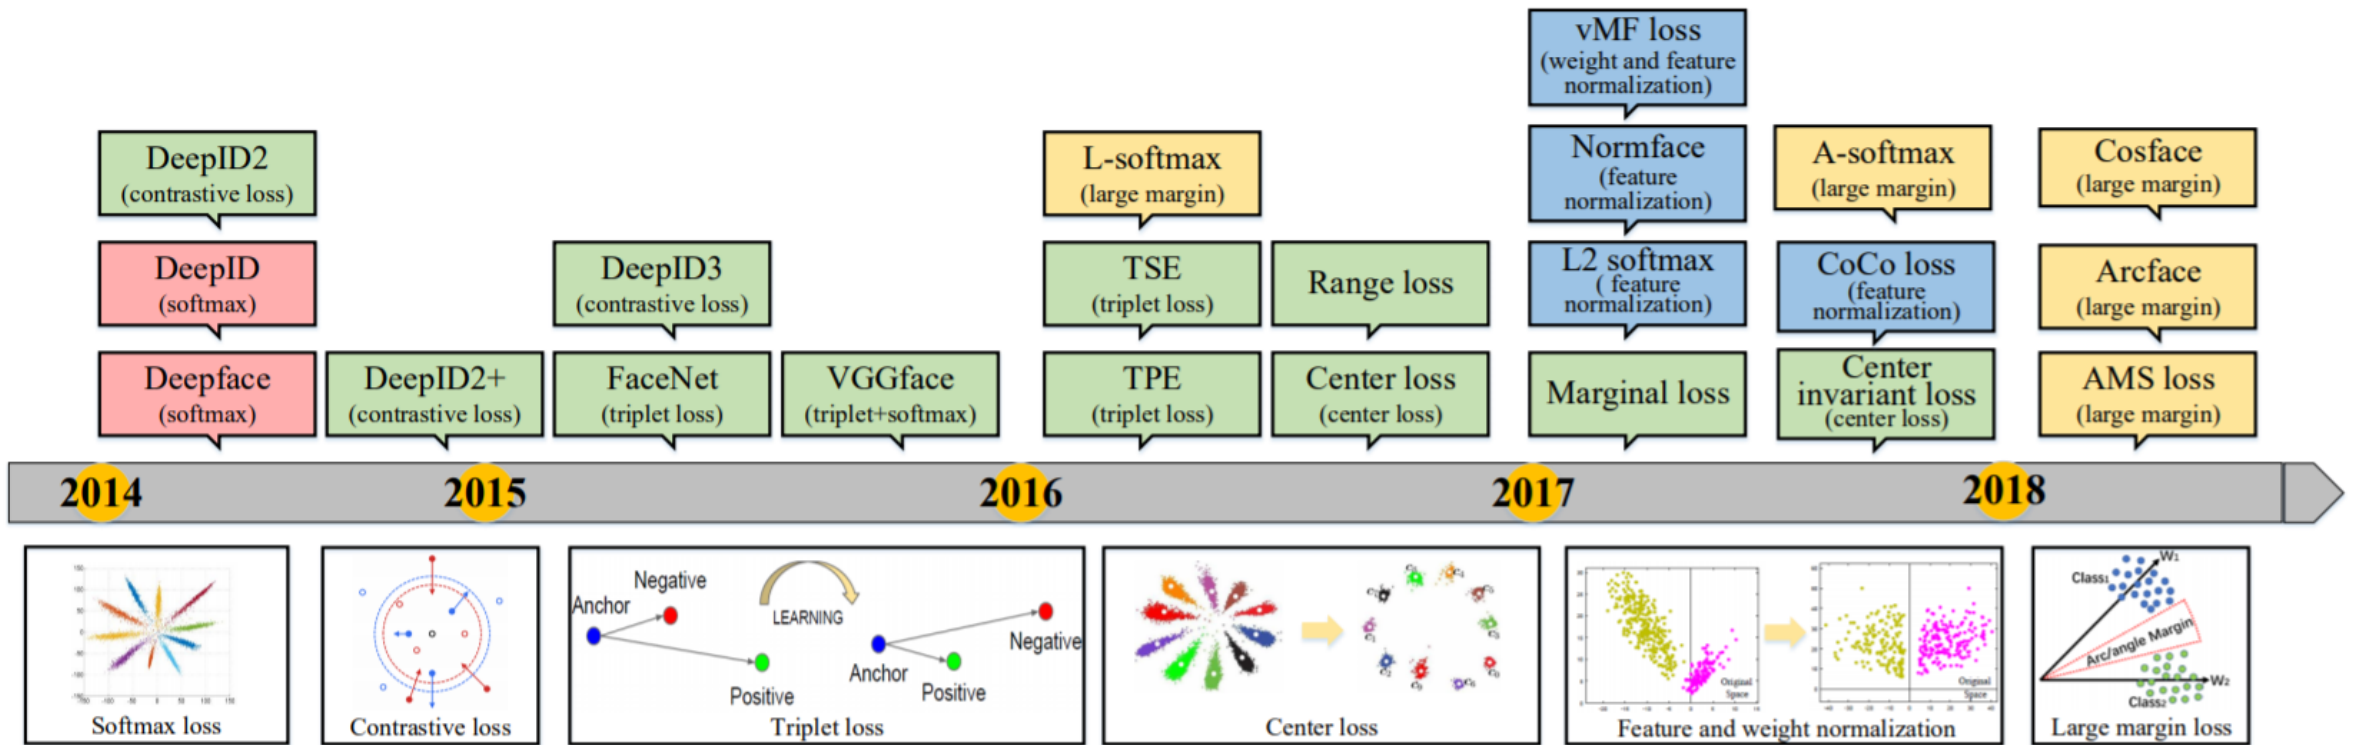 vMF loss
(weight and feature
normalization)
DeepID2
(contrastive loss)
L-softmax
(large margin)
Normface
(feature
normalization)
A-softmax
(large margin)
Cosface
(large margin)
DeepID
(softmax)
DeepID3
(contrastive loss)
TSE
(triplet loss)
Range loss
L2 softmax
( feature
normalization)
CoCo loss
(feature
normalization)
Arcface
(large margin)
Deepface
(softmax)
DeepID2+
(contrastive loss)
FaceNet
(triplet loss)
VGGface
(triplet+softmax)
TPE
(triplet loss)
Center loss
(center loss)
Marginal loss
Center
invariant loss
(center loss)
AMS loss
(large margin)
2014
2015
2016
2017
2018
Softmax loss
Contrastive loss
Anchor
Negative
Positive
LEARNING
Anchor
Negative
Positive
Triplet loss
Center loss
Original
Space
Original
Space
Feature and weight normalization
Class1
W1
Arc/angle Margin
W2
Class2
Large margin loss